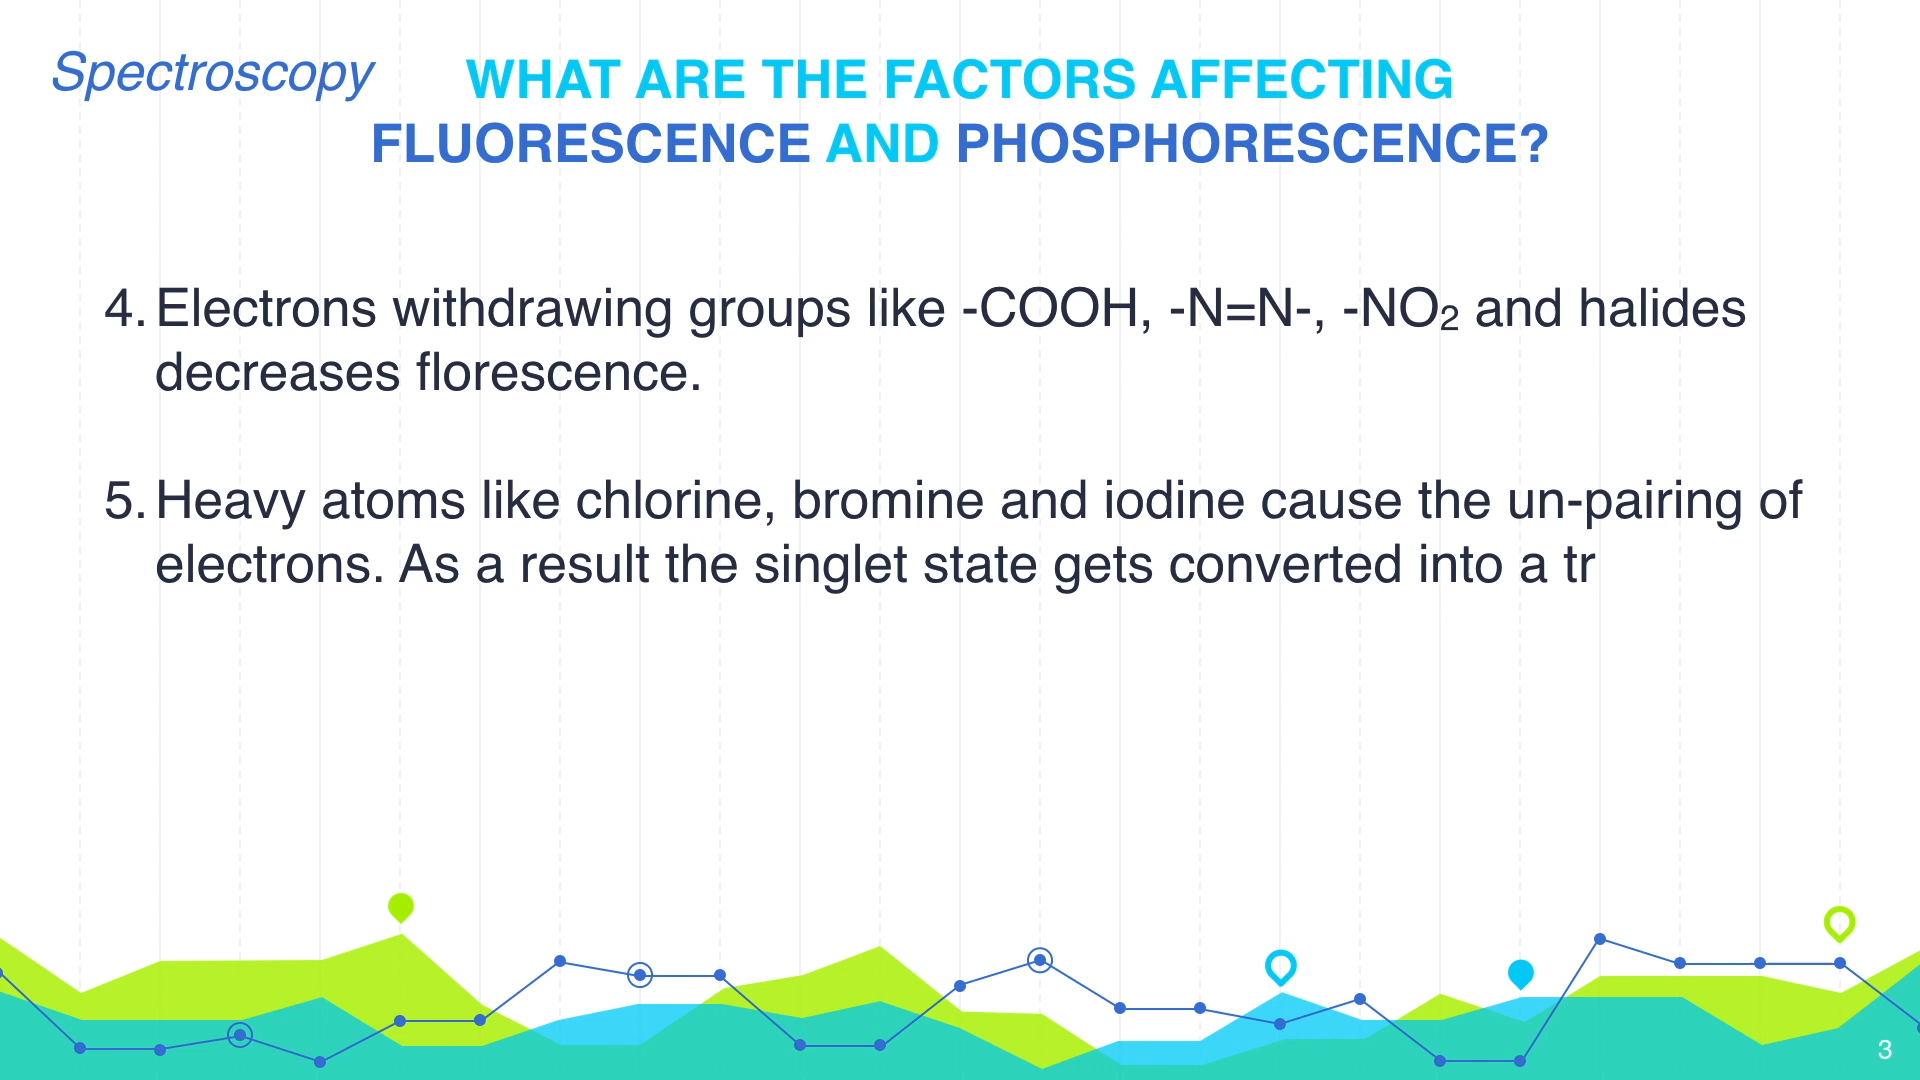 Spectroscopy
WHAT ARE THE FACTORS AFFECTING
FLUORESCENCE AND PHOSPHORESCENCE?
4. Electrons withdrawing groups like -COOH, -N=N-, -NO₂ and halides
decreases florescence.
5. Heavy atoms like chlorine, bromine and iodine cause the un-pairing of
electrons. As a result the singlet state gets converted into a tr
3